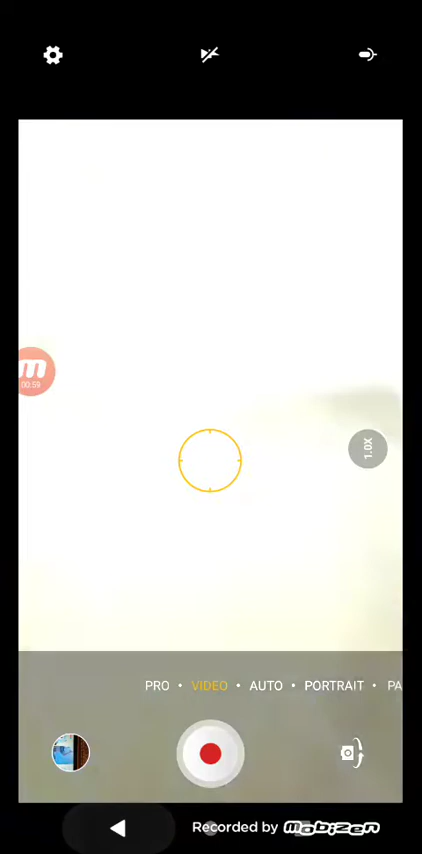 m
00:59
1.0X
PRO • VIDEO • AUTO • PORTRAIT • PA
Recorded by mobizen